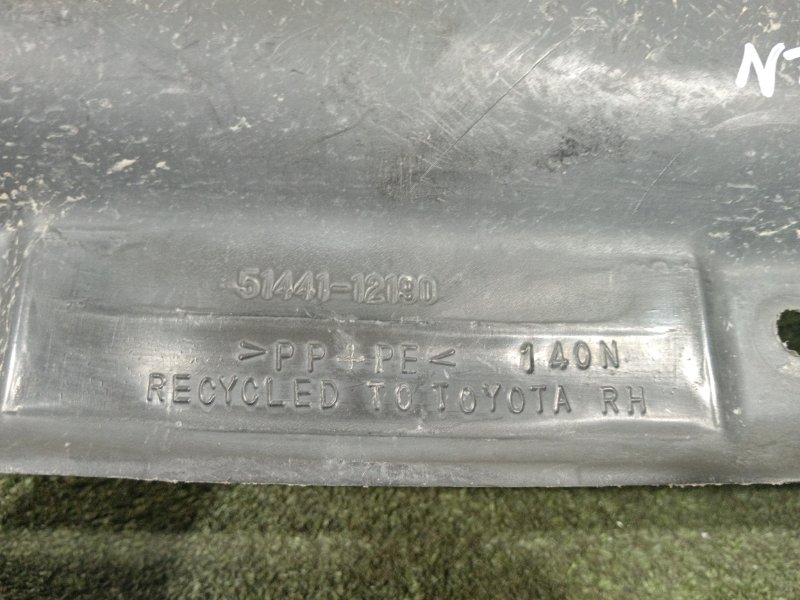 51441-12190
>PP+PE< 140N
RECYCLED TO TOYOTA RH